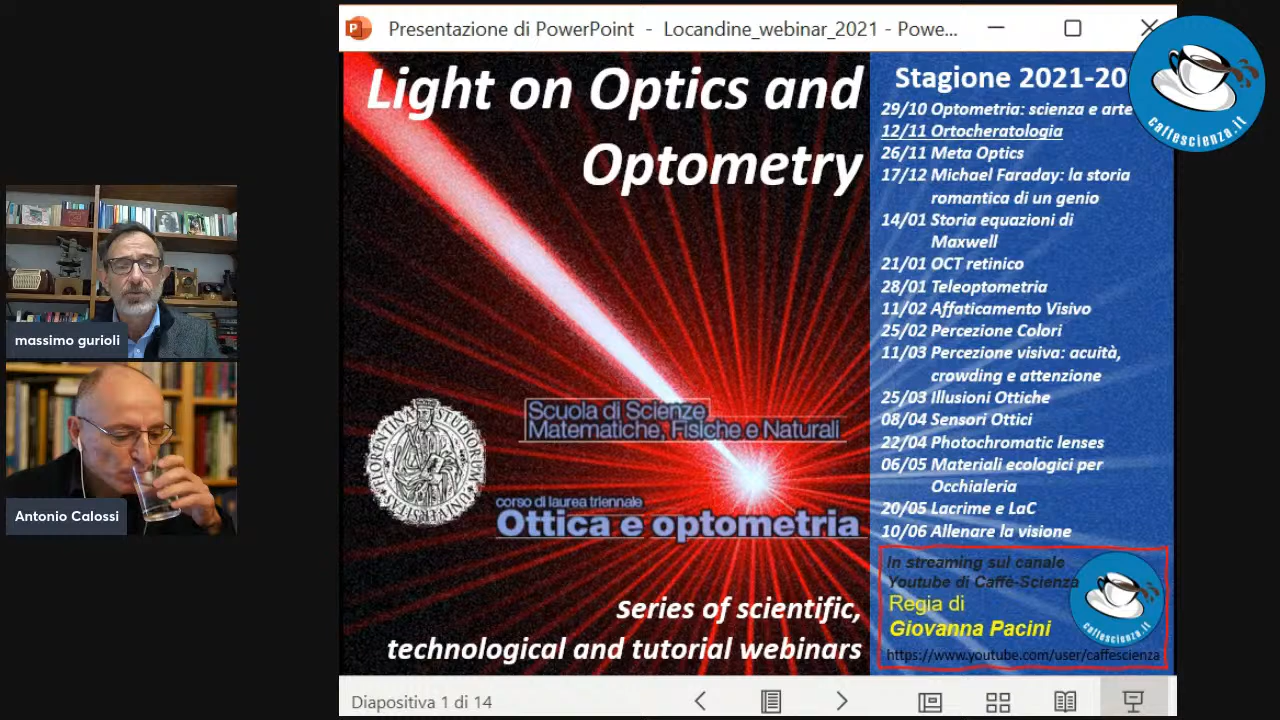 Presentazione di PowerPoint - Locandine_webinar_2021 - Powe...
Light on Optics and
Optometry
Scuola di Scienze
Matematiche, Fisiche e Naturali
corso di laurea triennale
Ottica e optometria
Series of scientific,
technological and tutorial webinars
Stagione 2021-20
29/10 Optometria: scienza e arte
12/11 Ortocheratologia
26/11 Meta Optics
17/12 Michael Faraday: la storia
romantica di un genio
14/01 Storia equazioni di
Maxwell
21/01 OCT retinico
28/01 Teleoptometria
11/02 Affaticamento Visivo
25/02 Percezione Colori
11/03 Percezione visiva: acuità,
crowding e attenzione
25/03 Illusioni Ottiche
08/04 Sensori Ottici
22/04 Photochromatic lenses
06/05 Materiali ecologici per
Occhialeria
20/05 Lacrime e LaC
10/06 Allenare la visione
In streaming sul canale
Youtube di Caffè-Scienza
Regia di
Giovanna Pacini
https://www.youtube.com/user/caffescienza
caffescienza.it
caffescienza.it
massimo gurioli
Antonio Calossi
Diapositiva 1 di 14